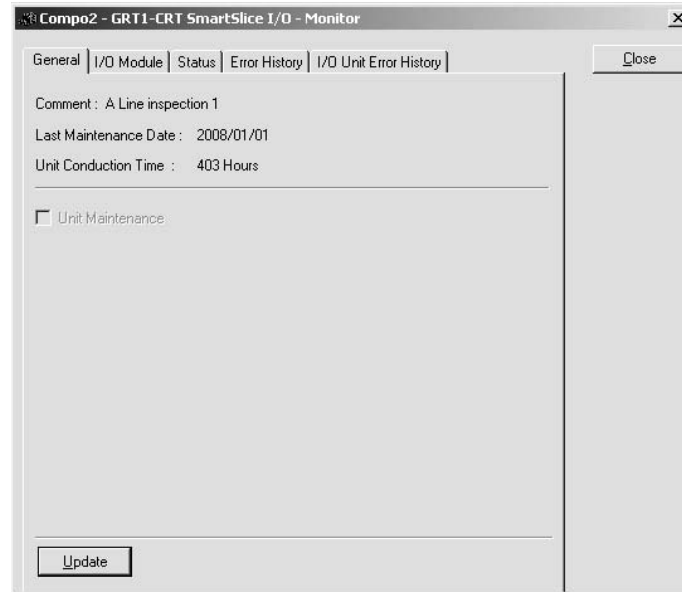 Compo2 - GRT1-CRT SmartSlice I/O - Monitor
General
I/O Module
Status
Error History
I/O Unit Error History
Close
Comment : A Line inspection 1
Last Maintenance Date : 2008/01/01
Unit Conduction Time : 403 Hours
Unit Maintenance
Update